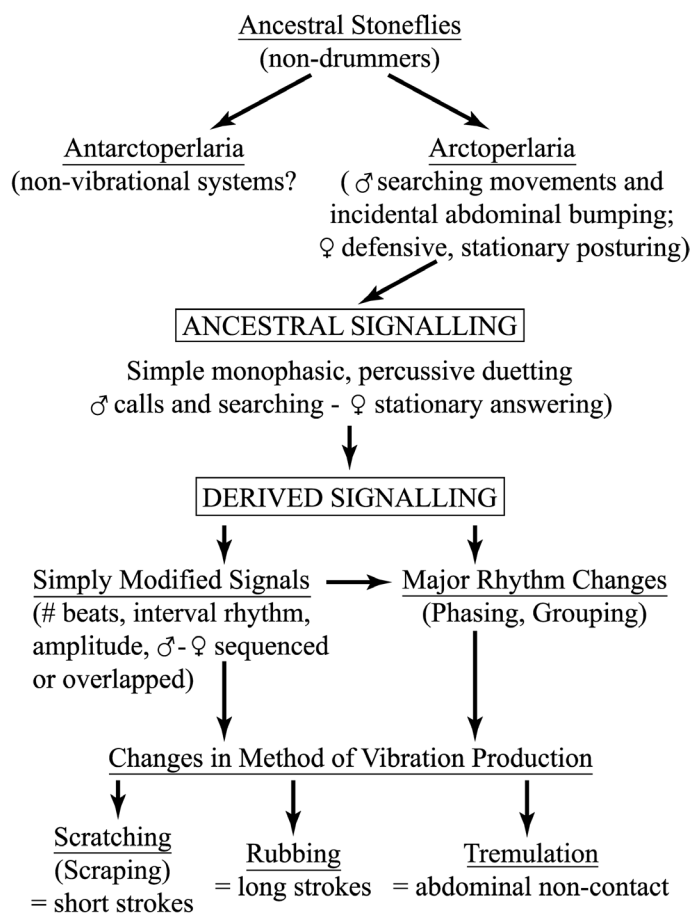 Ancestral Stoneflies
(non-drummers)
Antarctoperlaria
(non-vibrational systems?
Arctoperlaria
(♂ searching movements and
incidental abdominal bumping;
♀ defensive, stationary posturing)
ANCESTRAL SIGNALLING
Simple monophasic, percussive duetting
♂ calls and searching - ♀ stationary answering)
DERIVED SIGNALLING
Simply Modified Signals
(# beats, interval rhythm,
amplitude, ♂-♀ sequenced
or overlapped)
Major Rhythm Changes
(Phasing, Grouping)
Changes in Method of Vibration Production
Scratching
(Scraping)
= short strokes
Rubbing
= long strokes
Tremulation
= abdominal non-contact